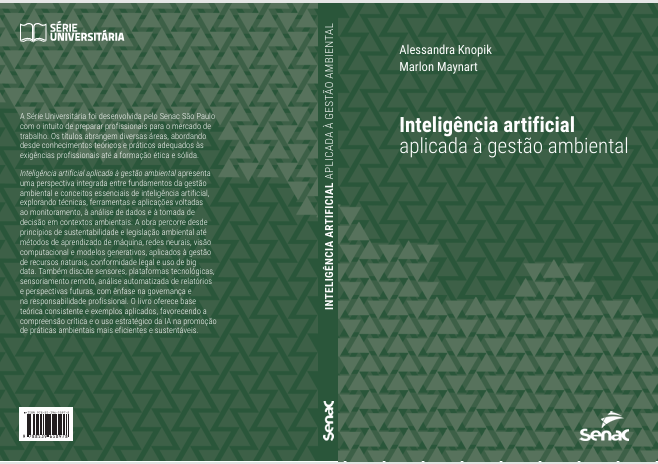 SÉRIE
UNIVERSITÁRIA
A Série Universitária foi desenvolvida pelo Senac São Paulo
com o intuito de preparar profissionais para o mercado de
trabalho. Os títulos abrangem diversas áreas, abordando
desde conhecimentos teóricos e práticos adequados às
exigências profissionais até a formação ética e sólida.
Inteligência artificial aplicada à gestão ambiental apresenta
uma perspectiva integrada entre fundamentos da gestão
ambiental e conceitos essenciais de inteligência artificial,
explorando técnicas, ferramentas e aplicações voltadas
ao monitoramento, à análise de dados e à tomada de
decisão em contextos ambientais. A obra percorre desde
princípios de sustentabilidade e legislação ambiental até
métodos de aprendizado de máquina, redes neurais, visão
computacional e modelos generativos, aplicados à gestão
de recursos naturais, conformidade legal e uso de big
data. Também discute sensores, plataformas tecnológicas,
sensoriamento remoto, análise automatizada de relatórios
e perspectivas futuras, com ênfase na governança e
na responsabilidade profissional. O livro oferece base
teórica consistente e exemplos aplicados, favorecendo a
compreensão crítica e o uso estratégico da IA na promoção
de práticas ambientais mais eficientes e sustentáveis.
INTELIGÊNCIA ARTIFICIAL APLICADA À GESTÃO AMBIENTAL
Senac
Alessandra Knopik
Marlon Maynart
Inteligência artificial
aplicada à gestão ambiental
Senac